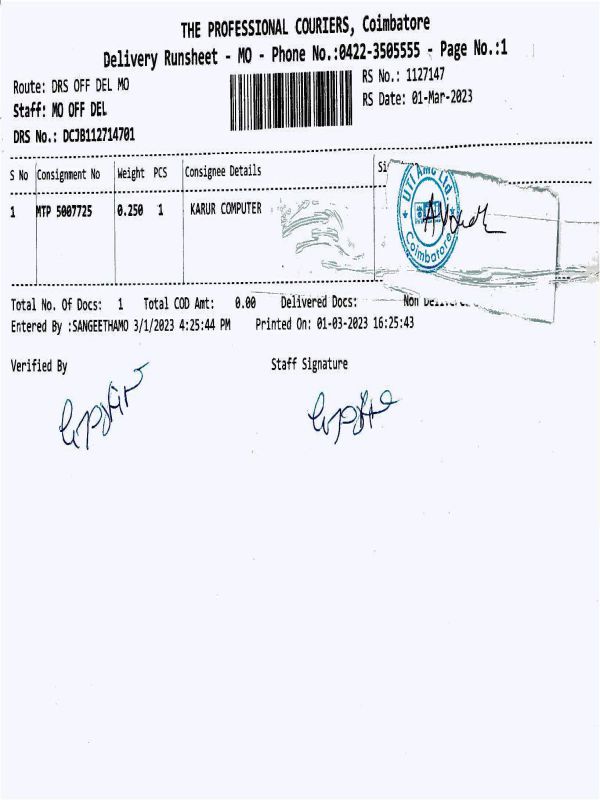 THE PROFESSIONAL COURIERS, Coimbatore
Delivery Runsheet - MO - Phone No.:0422-3505555 - Page No.:1
Route: DRS OFF DEL MO
RS No.: 1127147
Staff: MO OFF DEL
RS Date: 01-Mar-2023
DRS No.: DCJB112714701
S No Consignment No Weight PCS Consignee Details
1 MTP 5007725 0.250 1 KARUR COMPUTER
UTI AMC Ltd
Coimbatore
Total No. Of Docs: 1 Total COD Amt: 0.00 Delivered Docs: Non
Entered By :SANGEETHAMO 3/1/2023 4:25:44 PM Printed On: 01-03-2023 16:25:43
Verified By Staff Signature